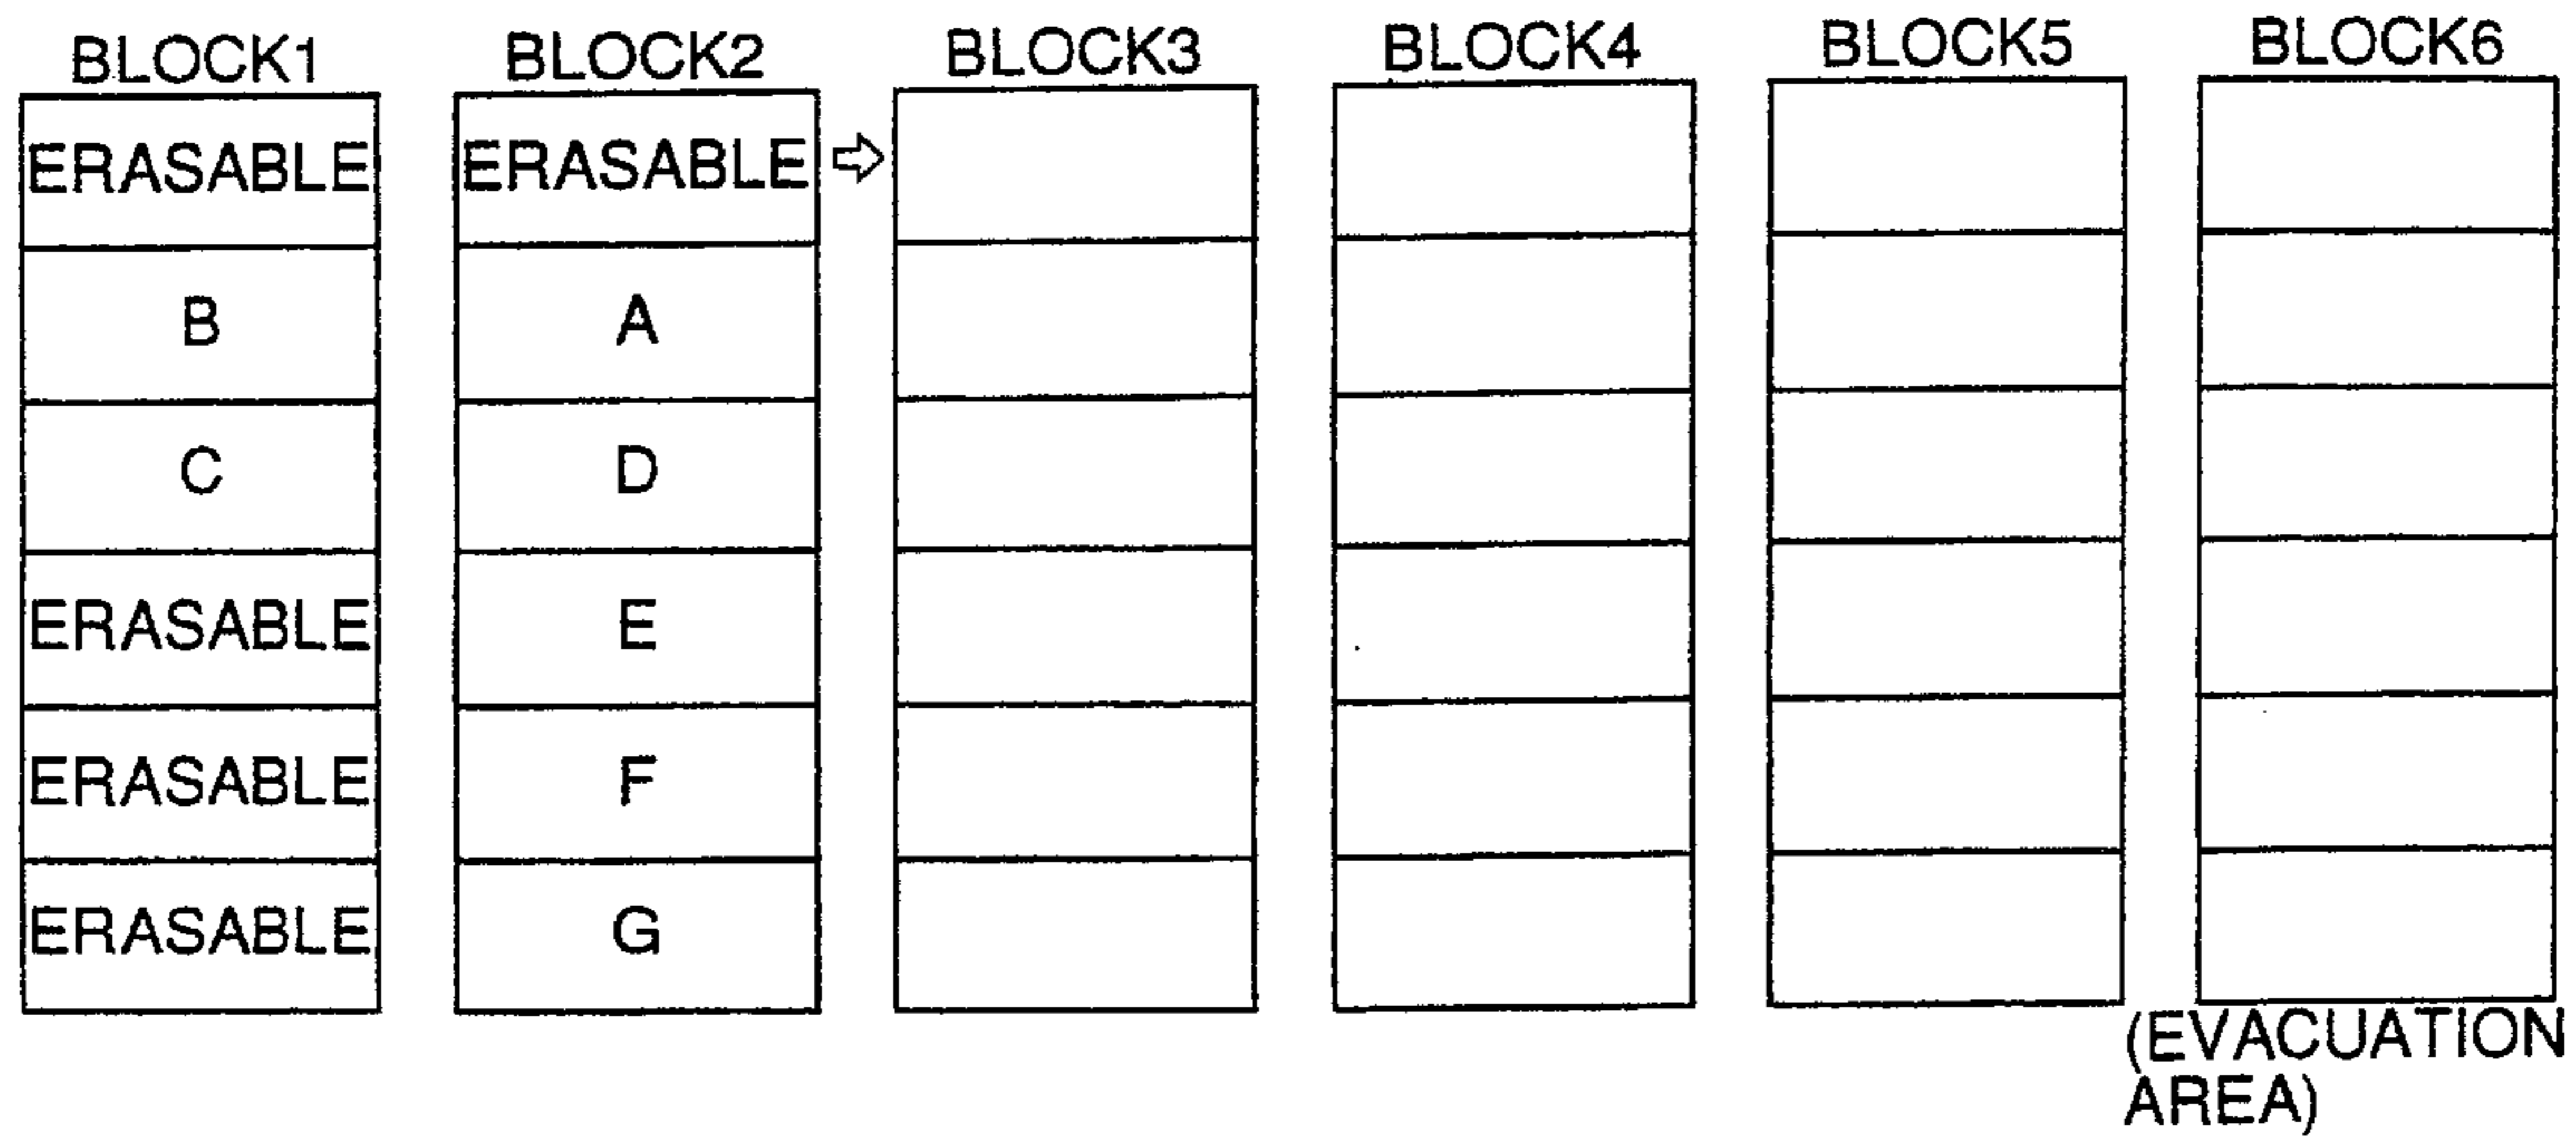 BLOCK1 BLOCK2 BLOCK3 BLOCK4 BLOCK5 BLOCK6
ERASABLE ERASABLE
B A
C D
ERASABLE E
ERASABLE F
ERASABLE G
(EVACUATION
AREA)